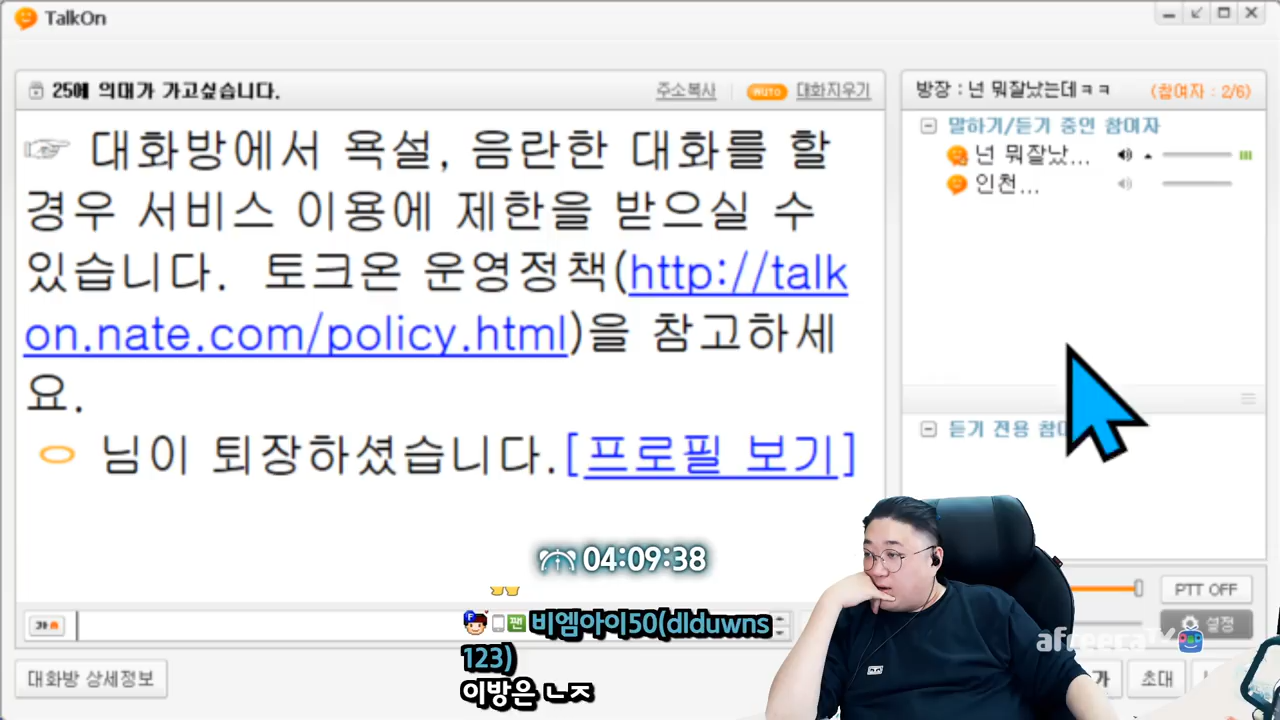 TalkOn
25에 의대가 가고싶습니다.
주소복사
AUTO
대화지우기
☞ 대화방에서 욕설, 음란한 대화를 할
경우 서비스 이용에 제한을 받으실 수
있습니다. 토크온 운영정책(http://talk
on.nate.com/policy.html)을 참고하세
요.
님이 퇴장하셨습니다.[프로필 보기]
방장 : 넌 뭐잘났는데ㅋㅋ
(참여자 : 2/6)
말하기/듣기 중인 참여자
넌 뭐잘났...
인천...
듣기 전용
04:09:38
PTT OFF
설정
가
비엠아이50(dlduwns
123)
이방은 ㄴㅈ
afreecaTV
대화방 상세정보
가
초대